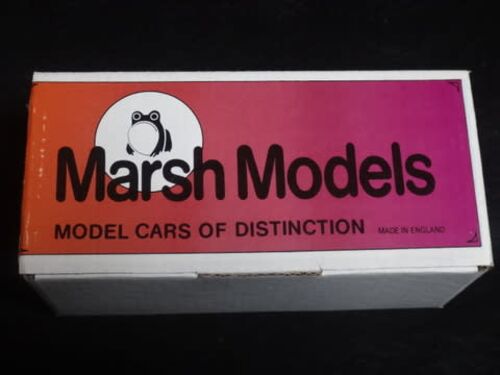 Marsh Models
MODEL CARS OF DISTINCTION MADE IN ENGLAND